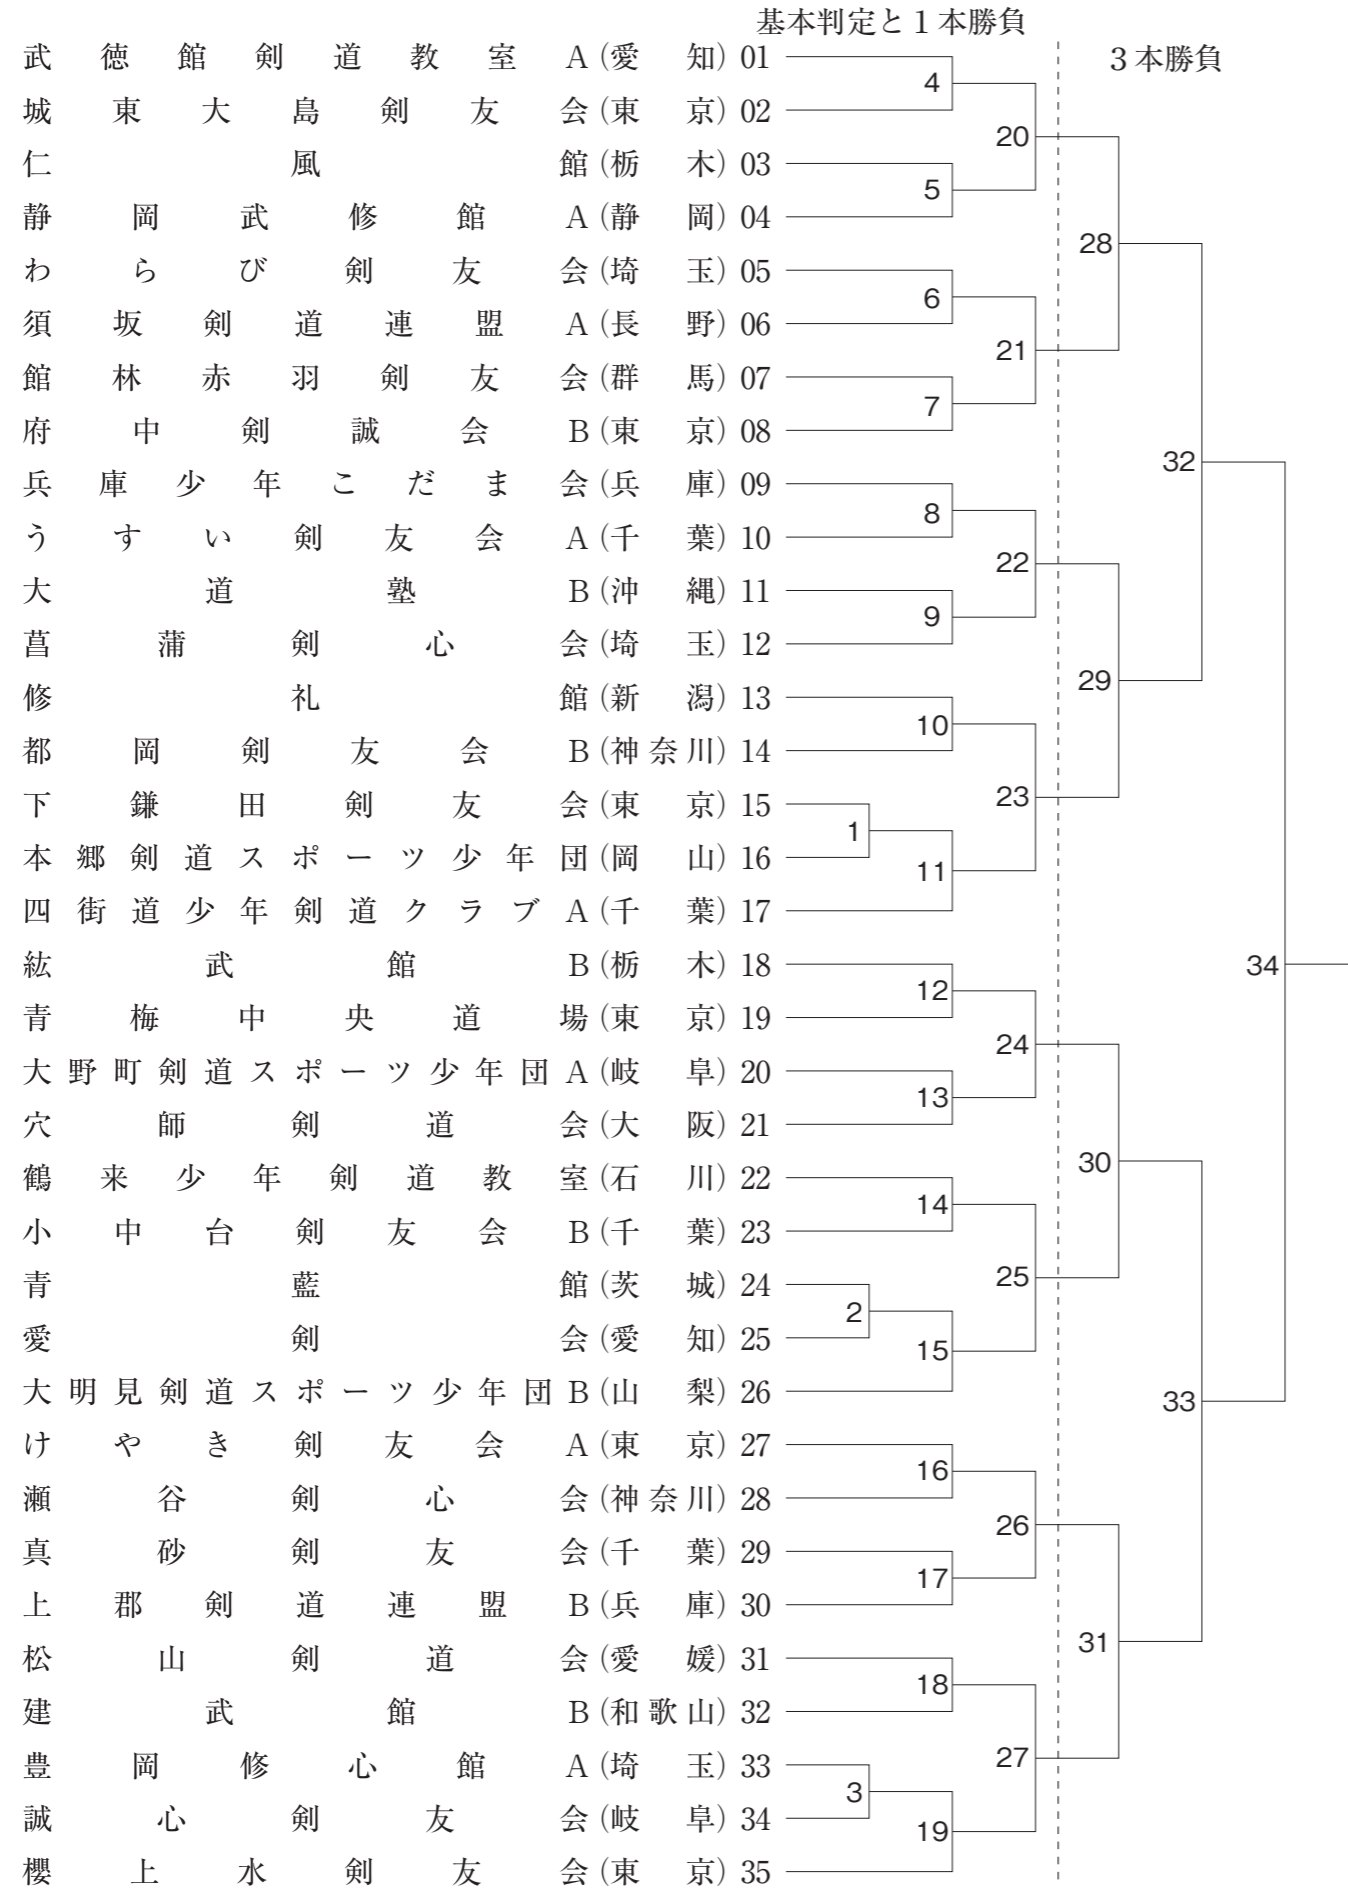 基本判定と1本勝負
3本勝負
武徳館剣道教室A(愛知)01
城東大島剣友会(東京)02
仁風館(栃木)03
静岡武修館A(静岡)04
わらび剣友会(埼玉)05
須坂剣道連盟A(長野)06
館林赤羽剣友会(群馬)07
府中剣誠会B(東京)08
兵庫少年こだま会(兵庫)09
うすい剣友会A(千葉)10
大道塾B(沖縄)11
菖蒲剣心会(埼玉)12
修礼館(新潟)13
都岡剣友会B(神奈川)14
下鎌田剣友会(東京)15
本郷剣道スポーツ少年団(岡山)16
四街道少年剣道クラブA(千葉)17
紘武館B(栃木)18
青梅中央道場(東京)19
大野町剣道スポーツ少年団A(岐阜)20
穴師剣道会(大阪)21
鶴来少年剣道教室(石川)22
小中台剣友会B(千葉)23
青藍館(茨城)24
愛剣会(愛知)25
大明見剣道スポーツ少年団B(山梨)26
けやき剣友会A(東京)27
瀬谷剣心会(神奈川)28
真砂剣友会(千葉)29
上郡剣道連盟B(兵庫)30
松山剣道会(愛媛)31
建武館B(和歌山)32
豊岡修心館A(埼玉)33
誠心剣友会(岐阜)34
櫻上水剣友会(東京)35
1
2
3
4
5
6
7
8
9
10
11
12
13
14
15
16
17
18
19
20
21
22
23
24
25
26
27
28
29
30
31
32
33
34